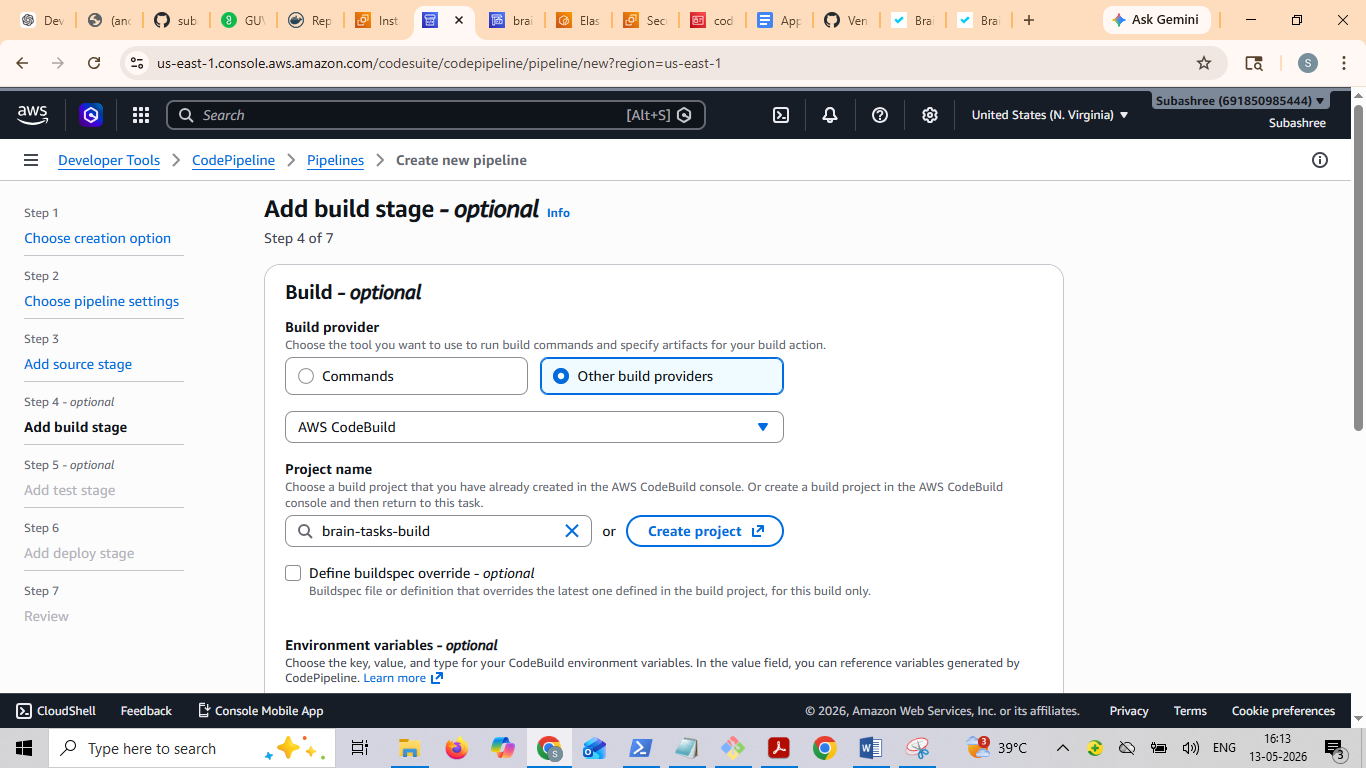 Dev
(anc
sub
GUV
Rep
Inst
brai
Elas
Secu
cod
App
Ven
Brai
Brai
Ask Gemini
us-east-1.console.aws.amazon.com/codesuite/codepipeline/pipeline/new?region=us-east-1
S
aws
Search
[Alt+S]
United States (N. Virginia)
Subashree (691850985444)
Subashree
Developer Tools
CodePipeline
Pipelines
Create new pipeline
Step 1
Choose creation option
Step 2
Choose pipeline settings
Step 3
Add source stage
Step 4 - optional
Add build stage
Step 5 - optional
Add test stage
Step 6
Add deploy stage
Step 7
Review
Add build stage - optional Info
Step 4 of 7
Build - optional
Build provider
Choose the tool you want to use to run build commands and specify artifacts for your build action.
Commands
Other build providers
AWS CodeBuild
Project name
Choose a build project that you have already created in the AWS CodeBuild console. Or create a build project in the AWS CodeBuild
console and then return to this task.
brain-tasks-build
or
Create project
Define buildspec override - optional
Buildspec file or definition that overrides the latest one defined in the build project, for this build only.
Environment variables - optional
Choose the key, value, and type for your CodeBuild environment variables. In the value field, you can reference variables generated by
CodePipeline. Learn more
CloudShell
Feedback
Console Mobile App
© 2026, Amazon Web Services, Inc. or its affiliates.
Privacy
Terms
Cookie preferences
Type here to search
S
3
39°C
ENG
16:13
13-05-2026
3